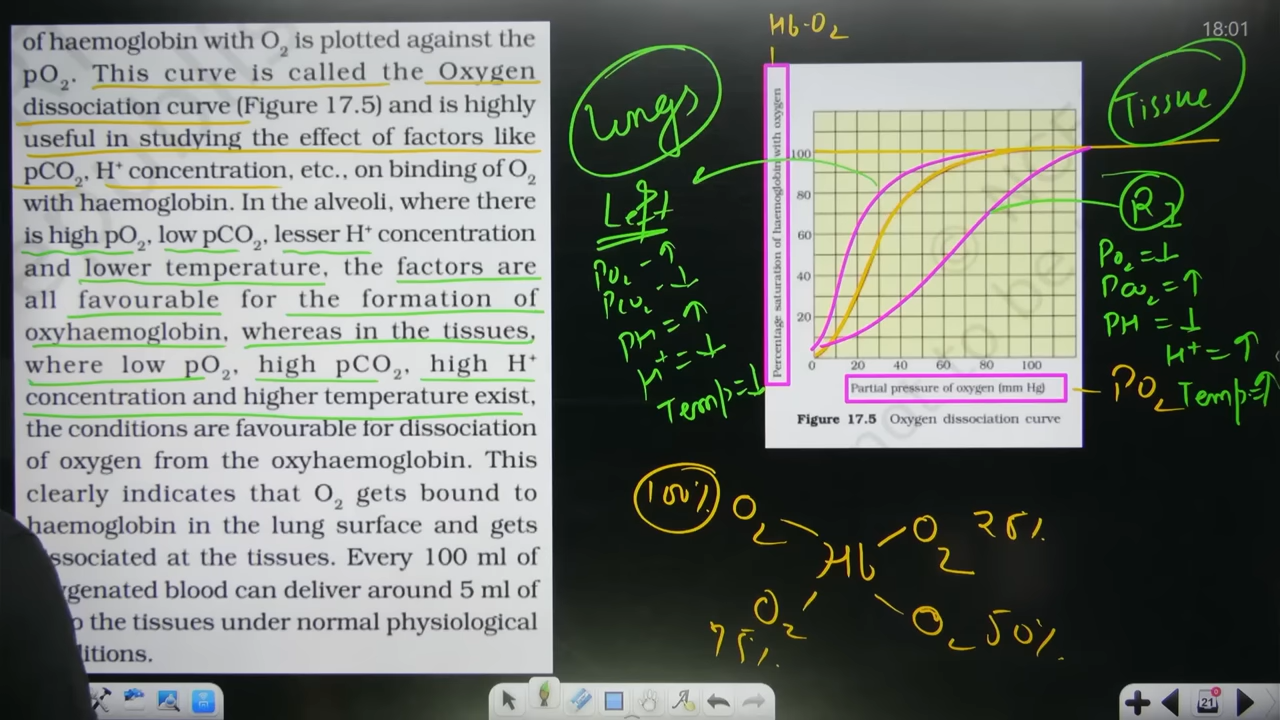 of haemoglobin with O₂ is plotted against the
pO₂. This curve is called the Oxygen
dissociation curve (Figure 17.5) and is highly
useful in studying the effect of factors like
pCO₂, H⁺ concentration, etc., on binding of O₂
with haemoglobin. In the alveoli, where there
is high pO₂, low pCO₂, lesser H⁺ concentration
and lower temperature, the factors are
all favourable for the formation of
oxyhaemoglobin, whereas in the tissues,
where low pO₂, high pCO₂, high H⁺
concentration and higher temperature exist,
the conditions are favourable for dissociation
of oxygen from the oxyhaemoglobin. This
clearly indicates that O₂ gets bound to
haemoglobin in the lung surface and gets
ssociated at the tissues. Every 100 ml of
genated blood can deliver around 5 ml of
the tissues under normal physiological
itions.
Hb-O₂
18:01
Lungs
Left
PO₂ - ↑
PCO₂ - ↓
PH = ↑
H⁺ = ↓
Temp = ↓
Percentage saturation of haemoglobin with oxygen
100
80
60
40
20
0 20 40 60 80 100
Partial pressure of oxygen (mm Hg)
Figure 17.5 Oxygen dissociation curve
PO₂
Tissue
PO₂ = ↓
PCO₂ = ↑
PH = ↓
H⁺ = ↑
Temp = ↑
100% O₂
Hb
O₂ 25%
O₂
75%
O₂ 50%
21